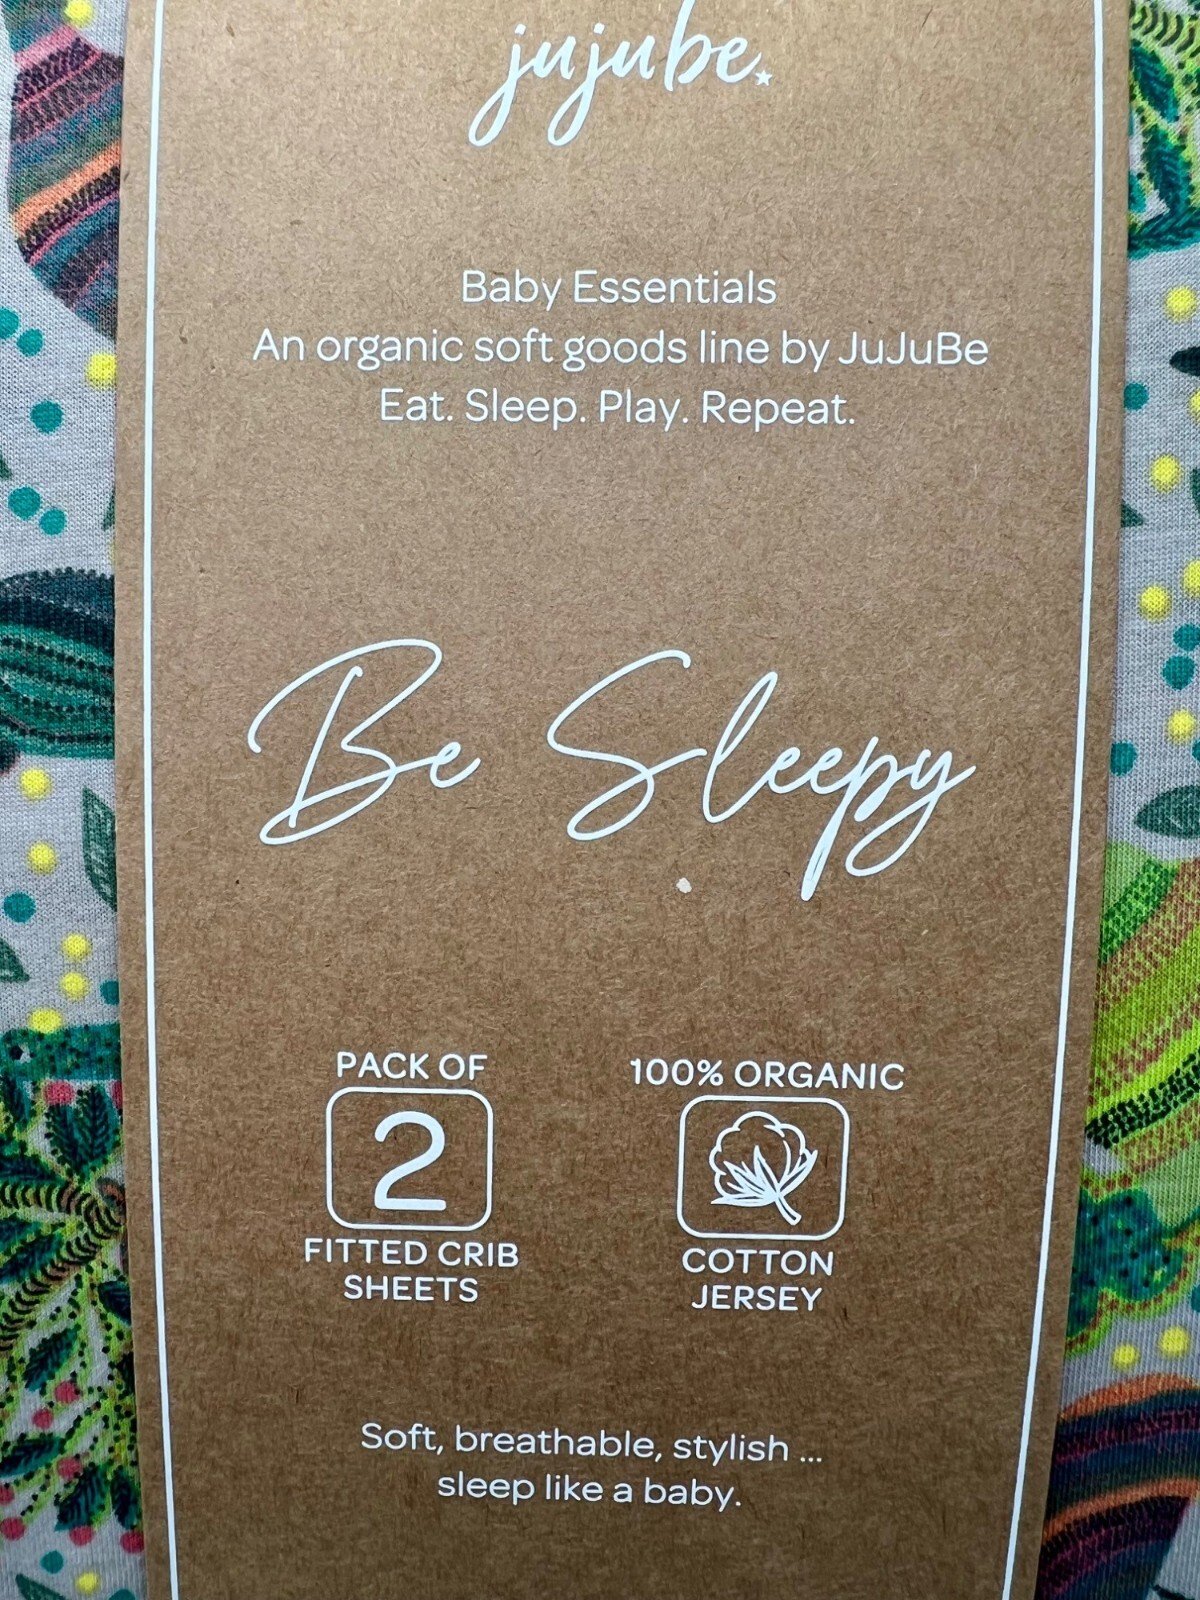 jujube.
Baby Essentials
An organic soft goods line by JuJuBe
Eat. Sleep. Play. Repeat.
Be Sleepy
PACK OF
2
FITTED CRIB
SHEETS
100% ORGANIC
COTTON
JERSEY
Soft, breathable, stylish ...
sleep like a baby.